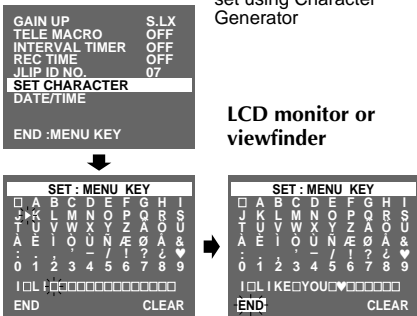 set using Character
Generator
GAIN UP S.LX
TELE MACRO OFF
INTERVAL TIMER OFF
REC TIME OFF
JLIP ID NO. 07
SET CHARACTER
DATE/TIME
END :MENU KEY
LCD monitor or
viewfinder
SET : MENU KEY
□ A B C D E F G H I
J K L M N O P Q R S
T U V W X Y Z Ä Ö Ü
À È Ì Ò Ù Ñ Æ Ø Å &
: . , ’ – / ! ? ¿ ♥
0 1 2 3 4 5 6 7 8 9
I□L I□□□□□□□□□□□□□□
END CLEAR
SET : MENU KEY
□ A B C D E F G H I
J K L M N O P Q R S
T U V W X Y Z Ä Ö Ü
À È Ì Ò Ù Ñ Æ Ø Å &
: . , ’ – / ! ? ¿ ♥
0 1 2 3 4 5 6 7 8 9
I□L I KE□YOU□♥□□□□□□
END CLEAR